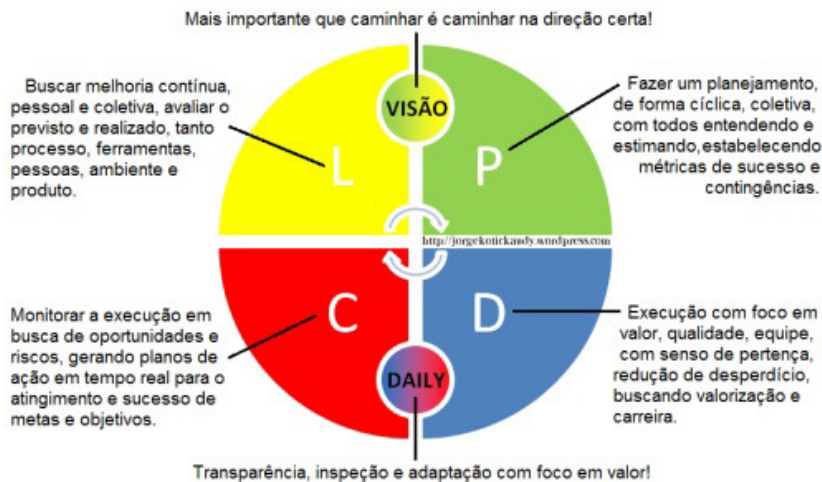 Mais importante que caminhar é caminhar na direção certa!
Buscar melhoria contínua,
pessoal e coletiva, avaliar o
previsto e realizado, tanto
processo, ferramentas,
pessoas, ambiente e
produto.
VISÃO
L
P
Fazer um planejamento,
de forma cíclica, coletiva,
com todos entendendo e
estimando, estabelecendo
métricas de sucesso e
contingências.
http://jorgekotickandy.wordpress.com
Monitorar a execução em
busca de oportunidades e
riscos, gerando planos de
ação em tempo real para o
atingimento e sucesso de
metas e objetivos.
C
D
DAILY
Execução com foco em
valor, qualidade, equipe,
com senso de pertença,
redução de desperdício,
buscando valorização e
carreira.
Transparência, inspeção e adaptação com foco em valor!